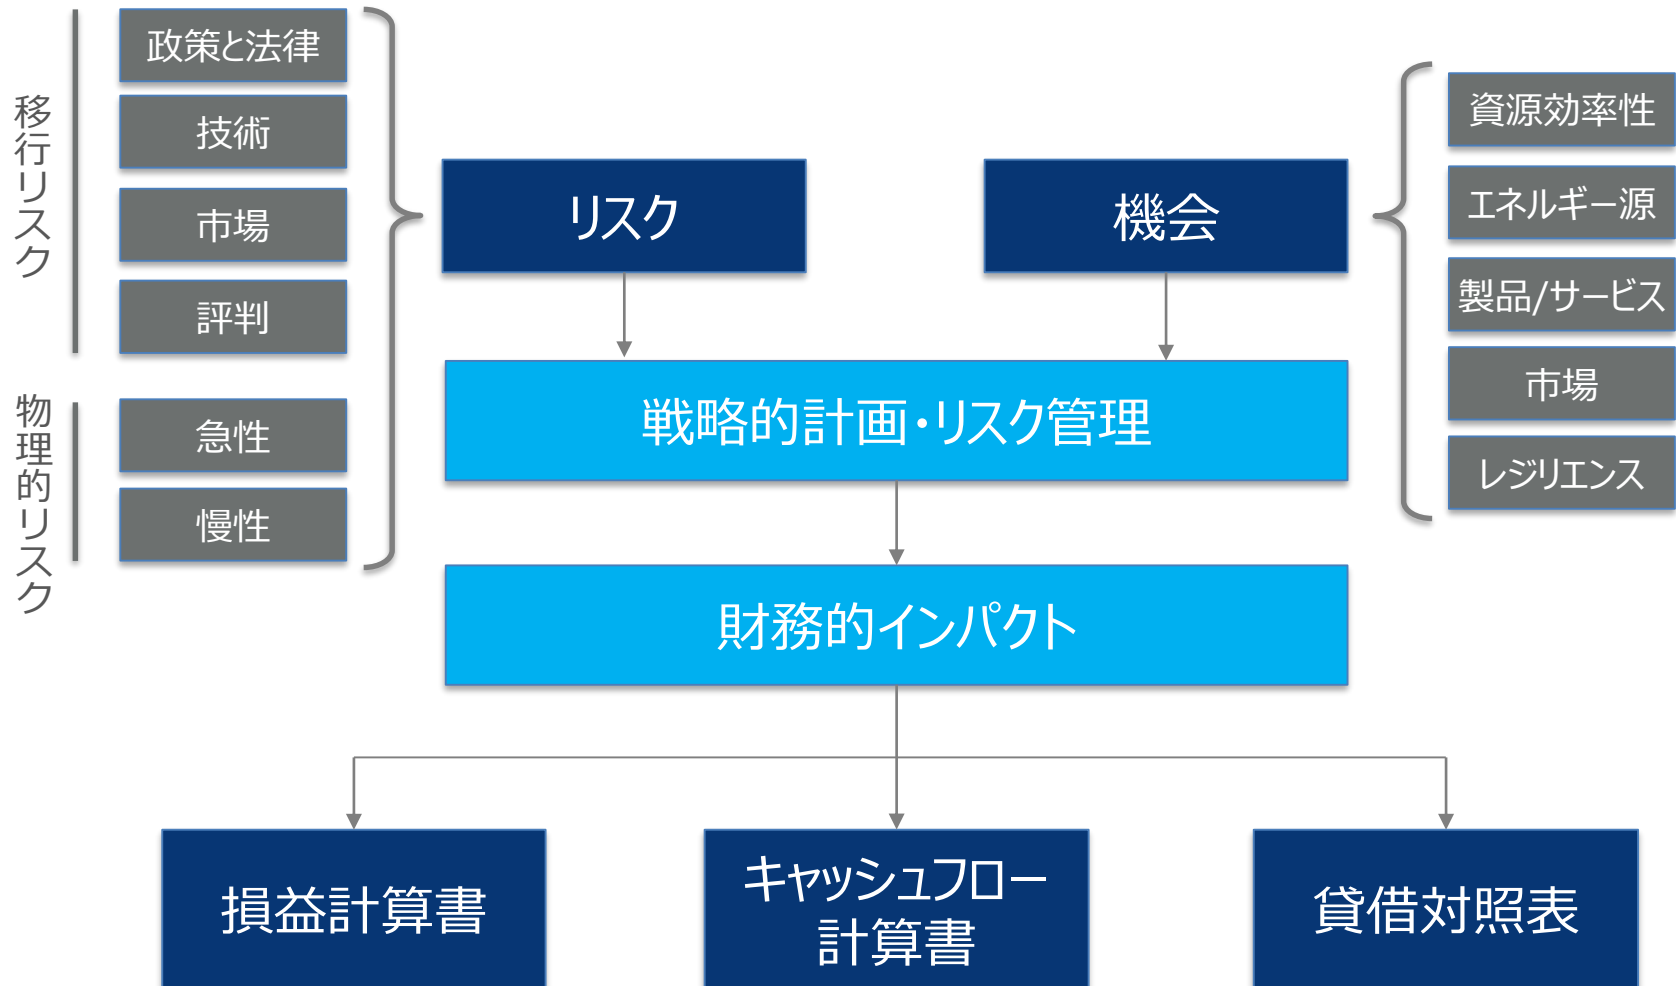 移行リスク
政策と法律
技術
市場
評判
物理的リスク
急性
慢性
リスク
機会
資源効率性
エネルギー源
製品/サービス
市場
レジリエンス
戦略的計画・リスク管理
財務的インパクト
損益計算書
キャッシュフロー
計算書
貸借対照表